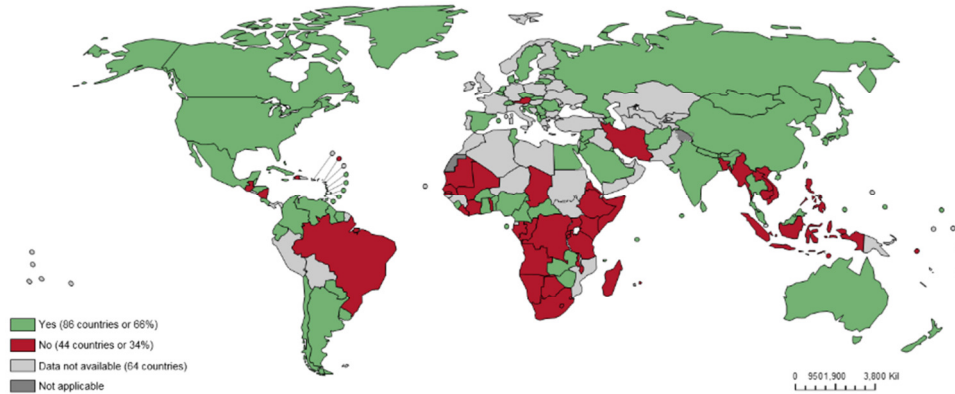 Yes (86 countries or 66%)
No (44 countries or 34%)
Data not available (64 countries)
Not applicable
0 9501,900 3,800 Kil